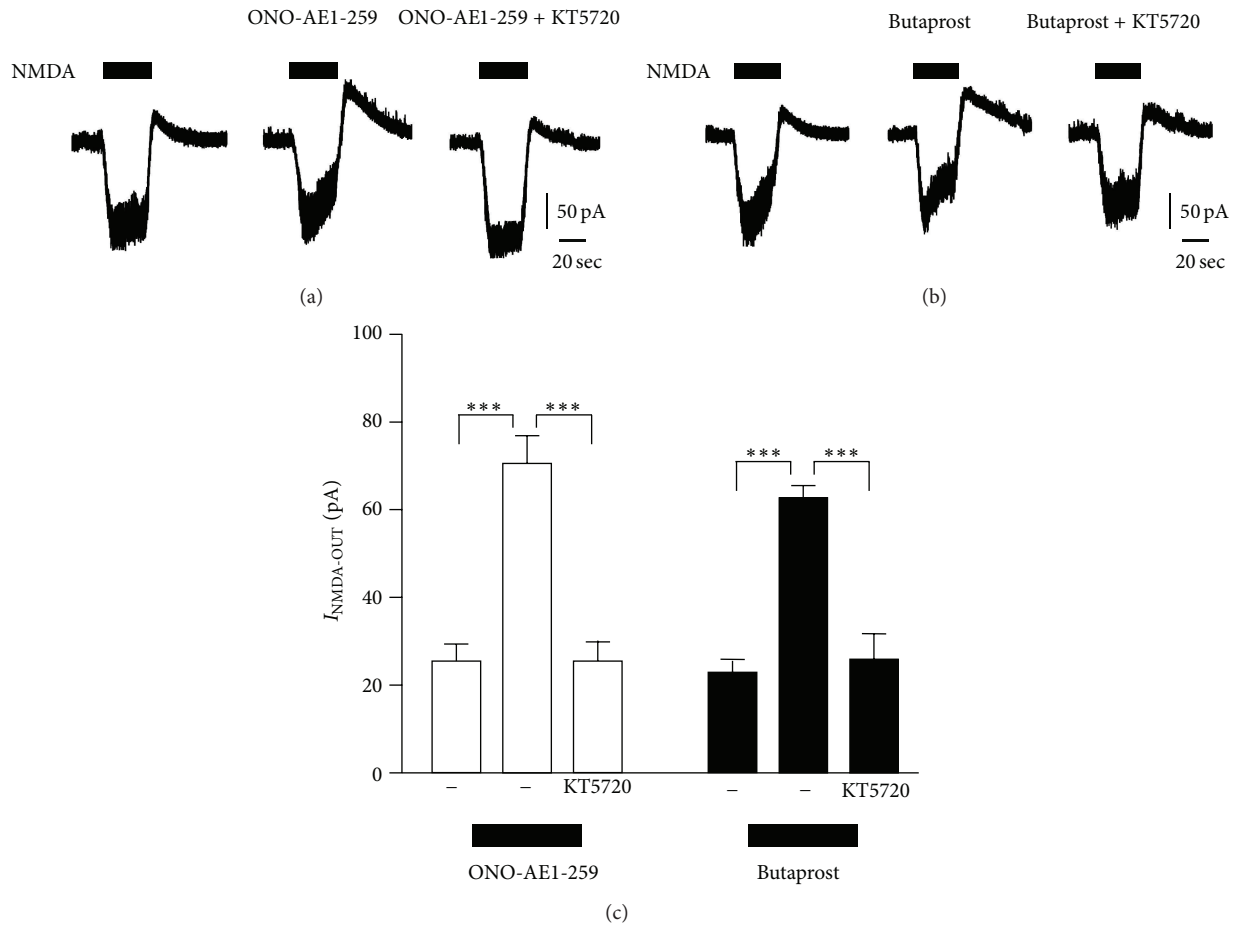 ONO-AE1-259 ONO-AE1-259 + KT5720
NMDA
50 pA
20 sec
(a)
Butaprost Butaprost + KT5720
NMDA
50 pA
20 sec
(b)
100
80
60
40
20
0
I_NMDA-OUT (pA)
*** *** *** ***
– – KT5720 – – KT5720
ONO-AE1-259 Butaprost
(c)